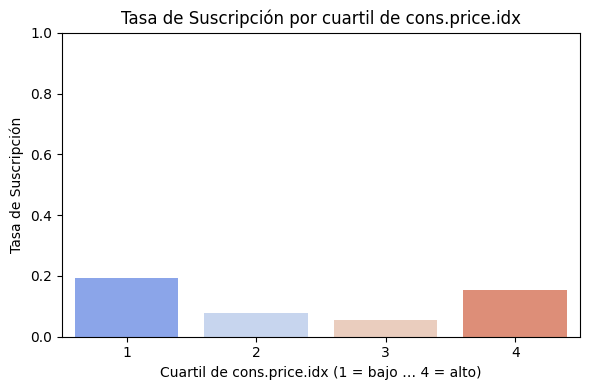 Tasa de Suscripción por cuartil de cons.price.idx
1.0
0.8
0.6
0.4
0.2
0.0
Tasa de Suscripción
1 2 3 4
Cuartil de cons.price.idx (1 = bajo ... 4 = alto)